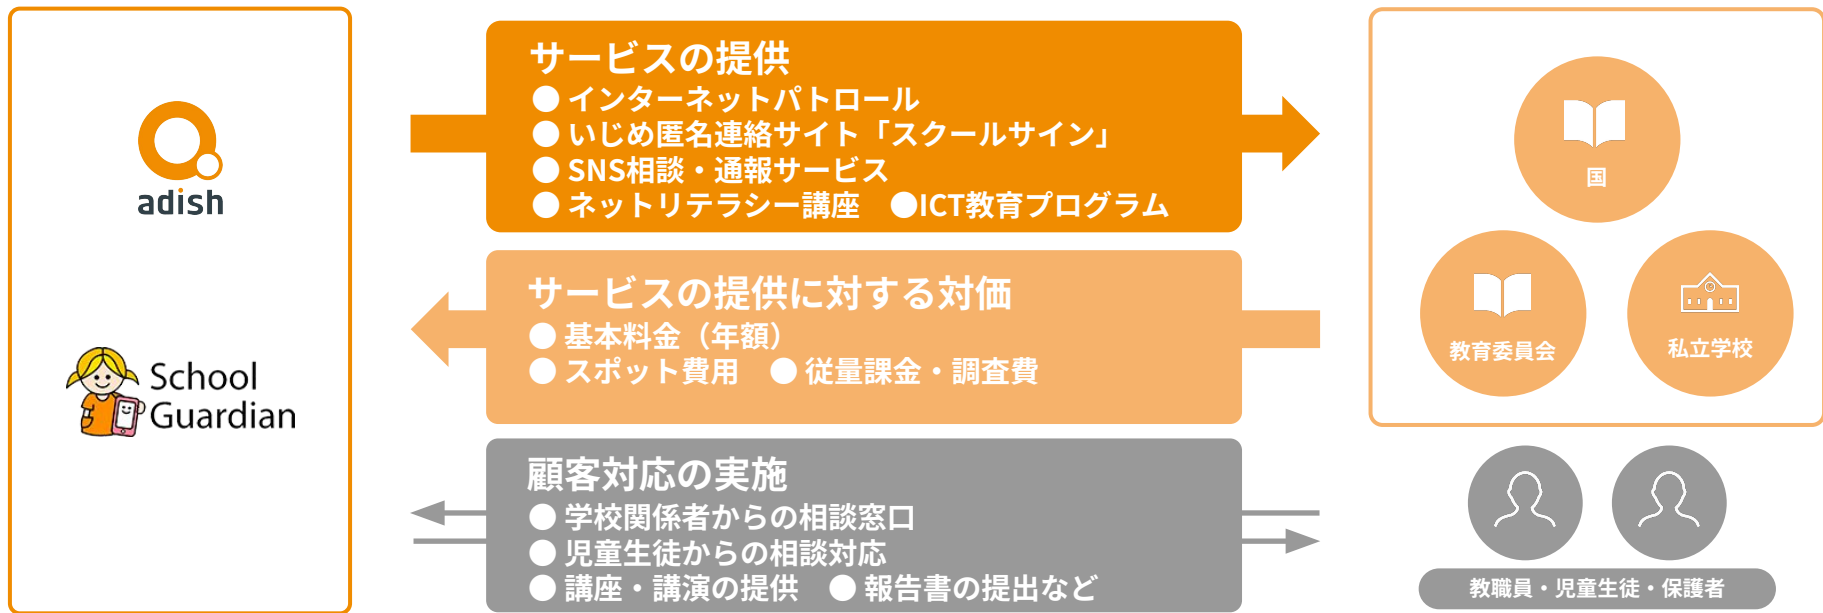 adish
School
Guardian
サービスの提供
● インターネットパトロール
● いじめ匿名連絡サイト「スクールサイン」
● SNS相談・通報サービス
● ネットリテラシー講座 ●ICT教育プログラム
サービスの提供に対する対価
● 基本料金（年額）
● スポット費用 ● 従量課金・調査費
顧客対応の実施
● 学校関係者からの相談窓口
● 児童生徒からの相談対応
● 講座・講演の提供 ● 報告書の提出など
国
教育委員会
私立学校
教職員・児童生徒・保護者